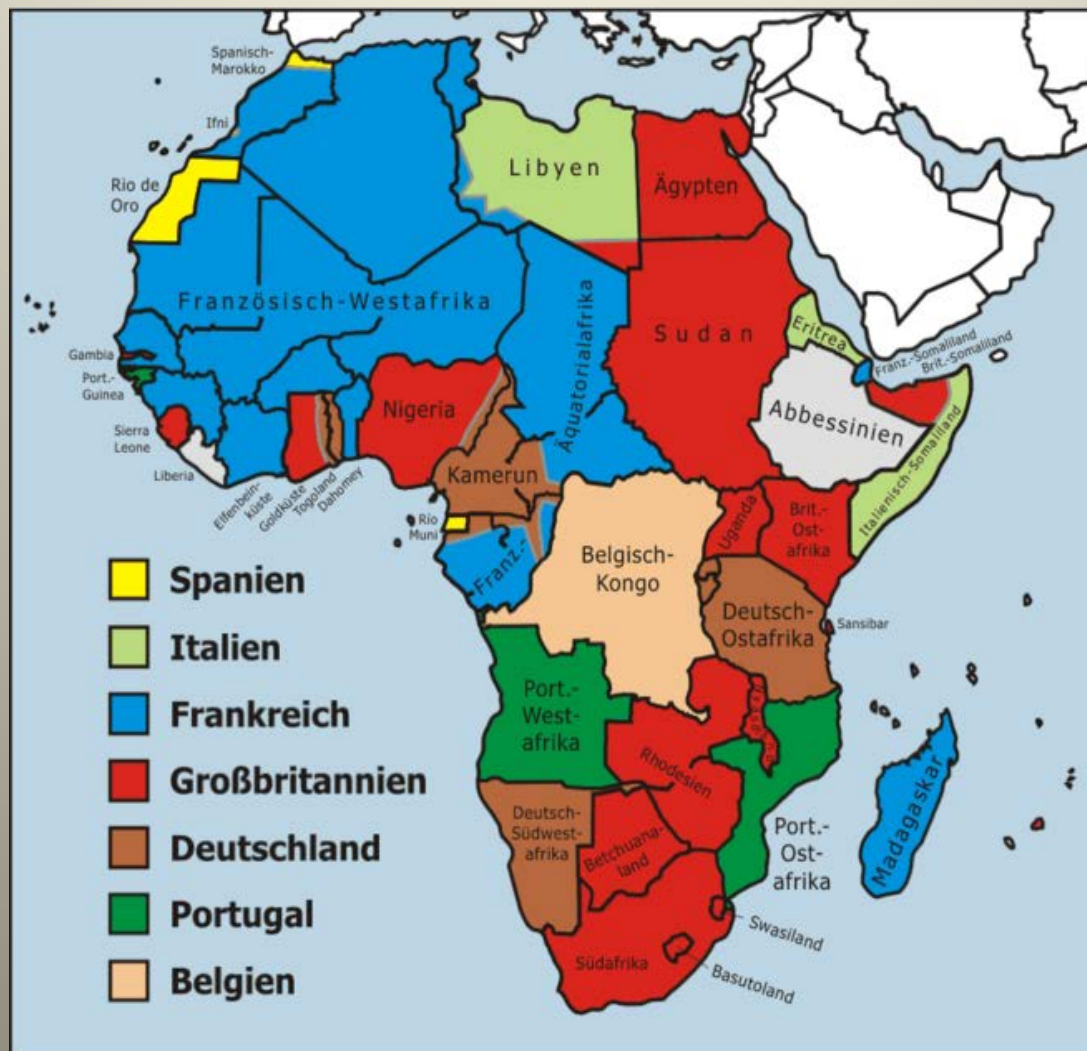 Spanisch-
Marokko
Ifni
Rio de
Oro
Libyen
Ägypten
Französisch-Westafrika
Äquatorialafrika
Sudan
Eritrea
Franz.-Somaliland
Brit.-Somaliland
Gambia
Port.-
Guinea
Sierra
Leone
Liberia
Elfenbein-
küste
Goldküste
Togoland
Dahomey
Nigeria
Kamerun
Rio
Muni
Franz.-
Abbessinien
Italienisch-Somaliland
Uganda
Brit.-
Ost-
afrika
Belgisch-
Kongo
Deutsch-
Ostafrika
Sansibar
Port.-
West-
afrika
Rhodesien
Deutsch-
Südwest-
afrika
Betchuana-
land
Port.-
Ost-
afrika
Madagaskar
Swasiland
Südafrika
Basutoland
Spanien
Italien
Frankreich
Großbritannien
Deutschland
Portugal
Belgien